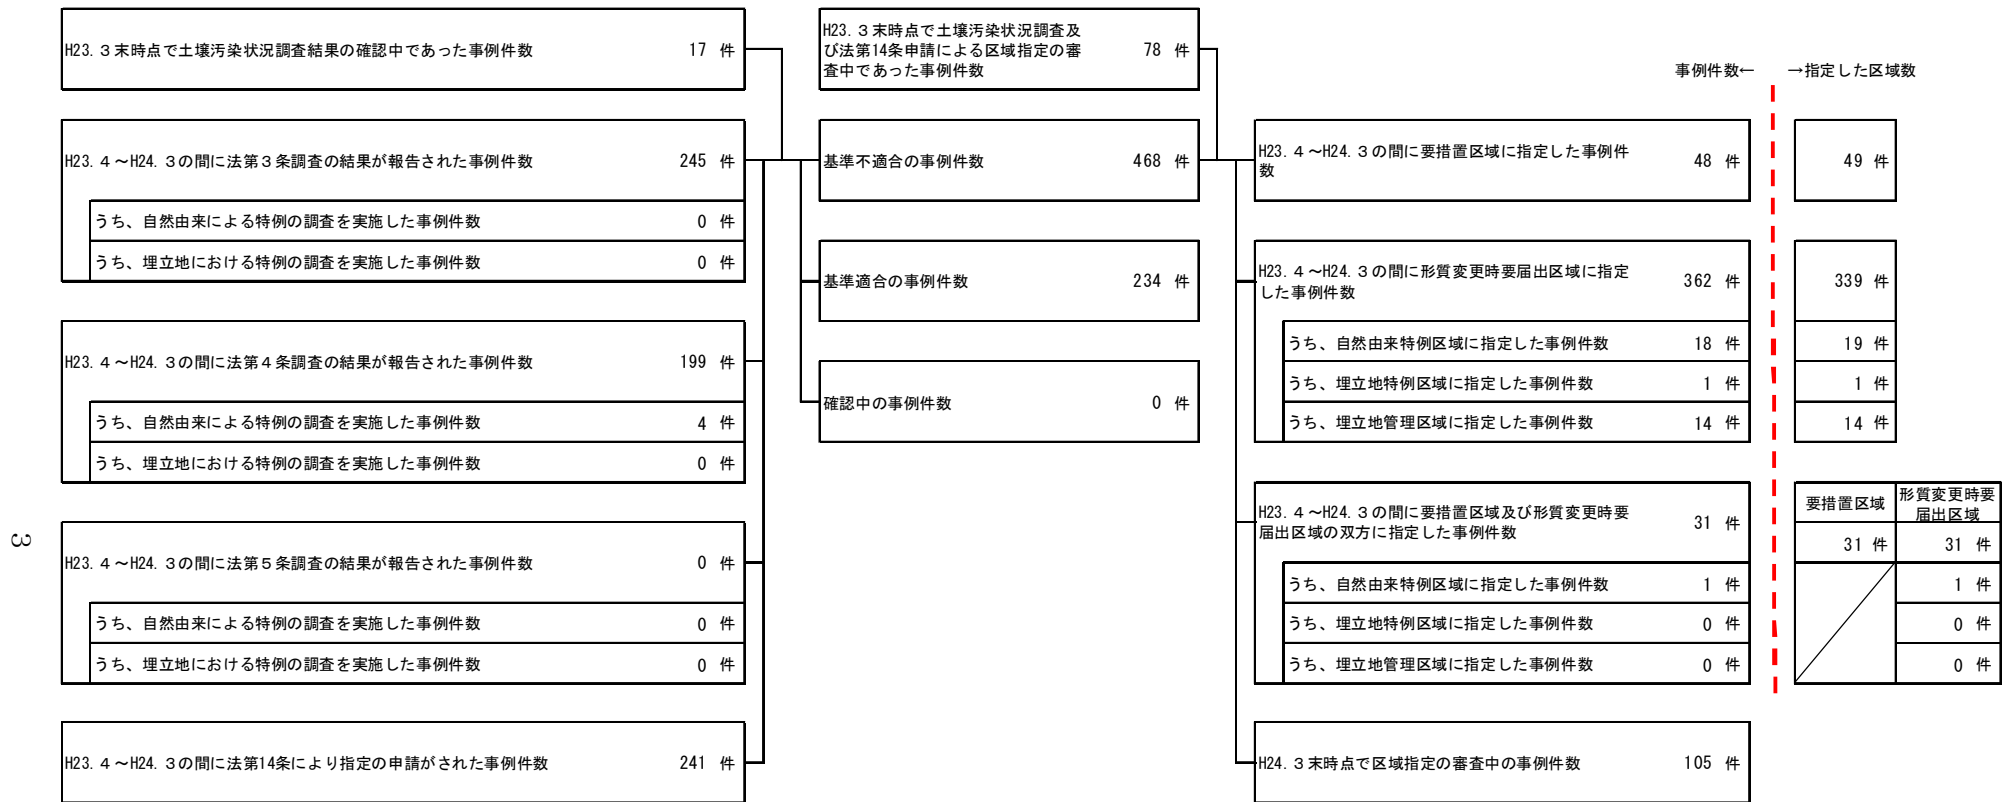 H23.３末時点で土壌汚染状況調査結果の確認中であった事例件数 17 件
H23.４～H24.３の間に法第３条調査の結果が報告された事例件数 245 件
うち、自然由来による特例の調査を実施した事例件数 0 件
うち、埋立地における特例の調査を実施した事例件数 0 件
H23.４～H24.３の間に法第４条調査の結果が報告された事例件数 199 件
うち、自然由来による特例の調査を実施した事例件数 4 件
うち、埋立地における特例の調査を実施した事例件数 0 件
H23.４～H24.３の間に法第５条調査の結果が報告された事例件数 0 件
うち、自然由来による特例の調査を実施した事例件数 0 件
うち、埋立地における特例の調査を実施した事例件数 0 件
H23.４～H24.３の間に法第14条により指定の申請がされた事例件数 241 件
H23.３末時点で土壌汚染状況調査及
び法第14条申請による区域指定の審 78 件
査中であった事例件数
基準不適合の事例件数 468 件
基準適合の事例件数 234 件
確認中の事例件数 0 件
事例件数← →指定した区域数
H23.４～H24.３の間に要措置区域に指定した事例件 48 件 49 件
数
H23.４～H24.３の間に形質変更時要届出区域に指定 362 件 339 件
した事例件数
うち、自然由来特例区域に指定した事例件数 18 件 19 件
うち、埋立地特例区域に指定した事例件数 1 件 1 件
うち、埋立地管理区域に指定した事例件数 14 件 14 件
要措置区域 形質変更時要
届出区域
H23.４～H24.３の間に要措置区域及び形質変更時要 31 件
届出区域の双方に指定した事例件数
31 件 31 件
うち、自然由来特例区域に指定した事例件数 1 件 1 件
うち、埋立地特例区域に指定した事例件数 0 件 0 件
うち、埋立地管理区域に指定した事例件数 0 件 0 件
H24.３末時点で区域指定の審査中の事例件数 105 件
3